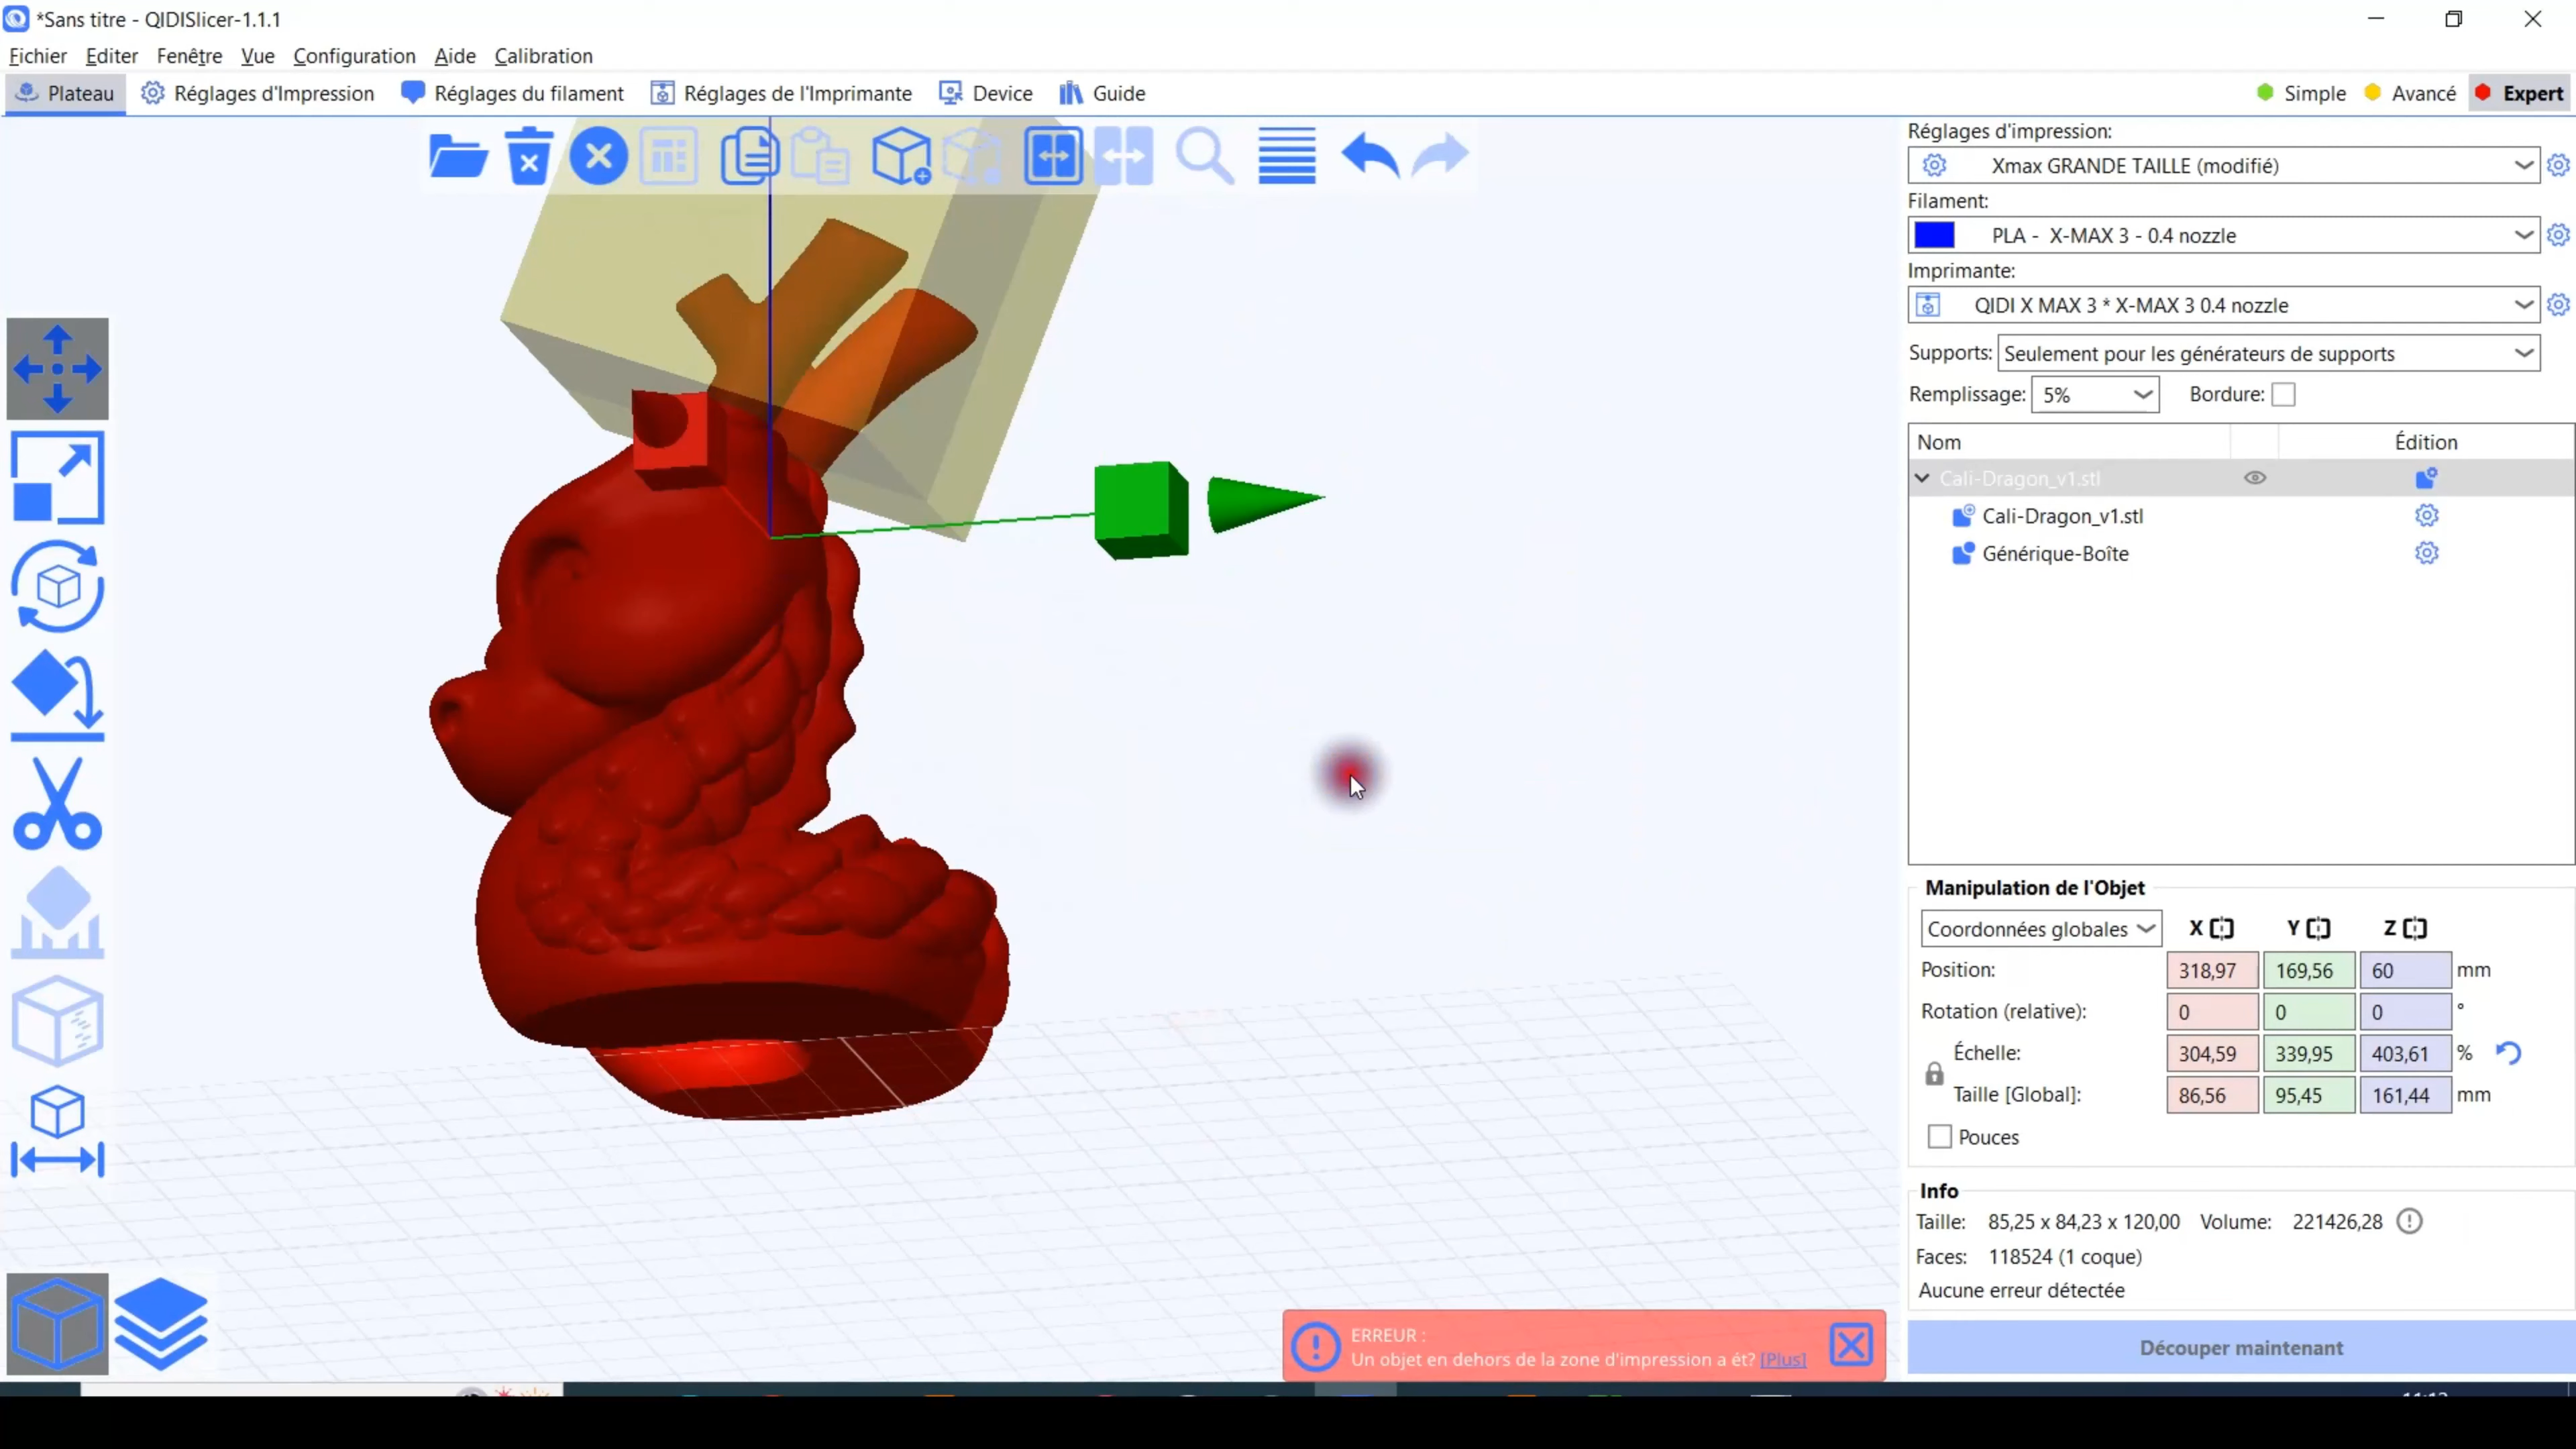 *Sans titre - QIDISlicer-1.1.1
Fichier Editer Fenêtre Vue Configuration Aide Calibration
Plateau Réglages d'Impression Réglages du filament Réglages de l'Imprimante Device Guide Simple Avancé Expert
Réglages d'impression:
Xmax GRANDE TAILLE (modifié)
Filament:
PLA - X-MAX 3 - 0.4 nozzle
Imprimante:
QIDI X MAX 3 * X-MAX 3 0.4 nozzle
Supports: Seulement pour les générateurs de supports
Remplissage: 5% Bordure:
Nom Édition
Cali-Dragon_v1.stl
Cali-Dragon_v1.stl
Générique-Boîte
Manipulation de l'Objet
Coordonnées globales X Y Z
Position: 318,97 169,56 60 mm
Rotation (relative): 0 0 0 °
Échelle: 304,59 339,95 403,61 %
Taille [Global]: 86,56 95,45 161,44 mm
Pouces
Info
Taille: 85,25 x 84,23 x 120,00 Volume: 221426,28
Faces: 118524 (1 coque)
Aucune erreur détectée
ERREUR :
Un objet en dehors de la zone d'impression a ét? [Plus]
Découper maintenant